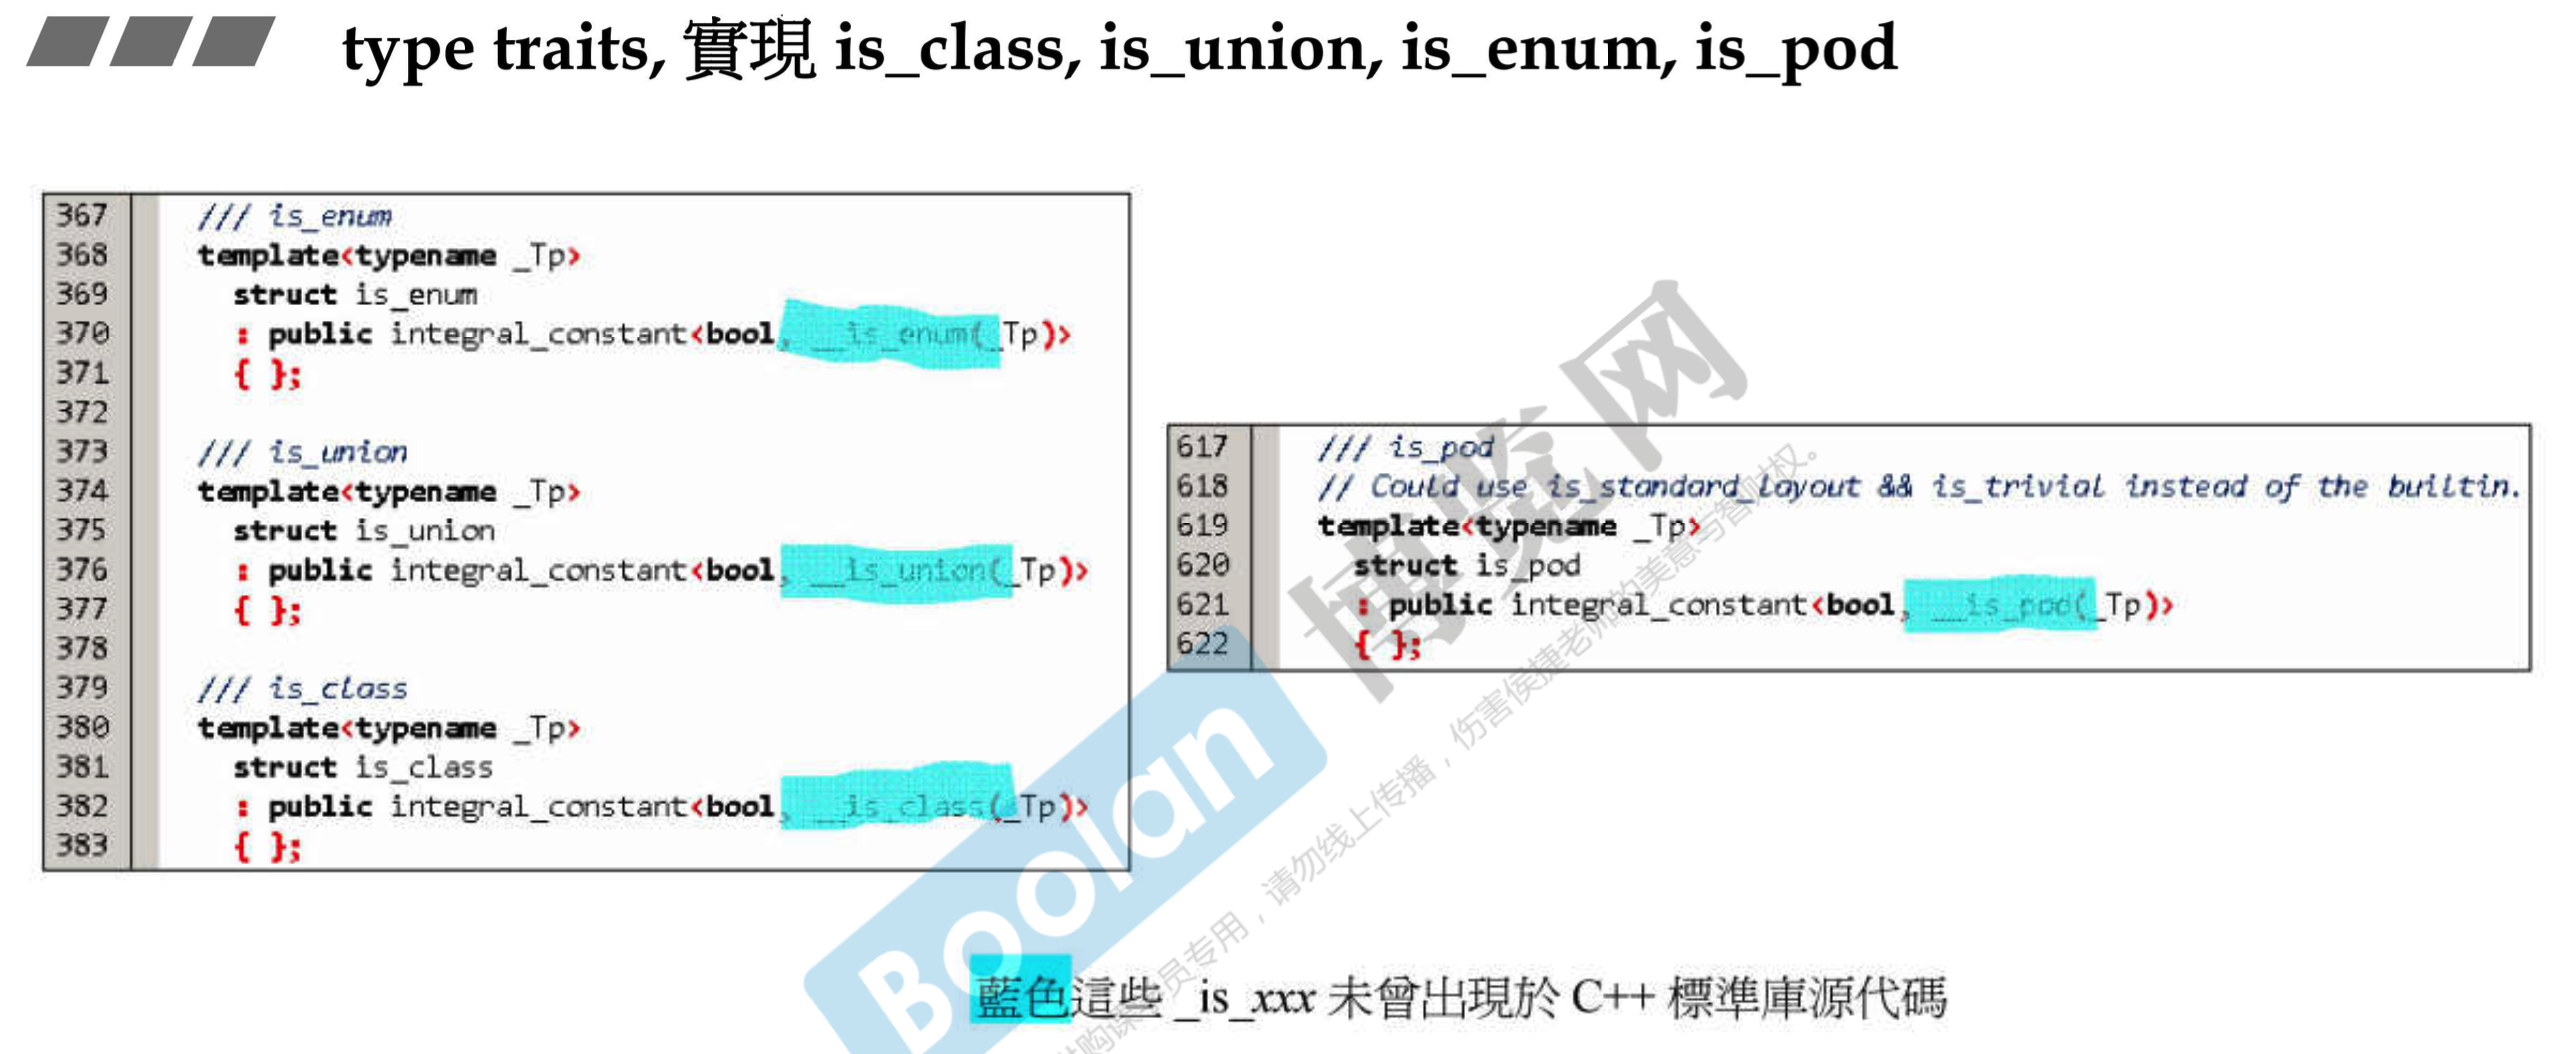 type traits, 實現 is_class, is_union, is_enum, is_pod
367 /// is_enum
368 template<typename _Tp>
369 struct is_enum
370 : public integral_constant<bool, __is_enum(_Tp)>
371 { };
372
373 /// is_union
374 template<typename _Tp>
375 struct is_union
376 : public integral_constant<bool, __is_union(_Tp)>
377 { };
378
379 /// is_class
380 template<typename _Tp>
381 struct is_class
382 : public integral_constant<bool, __is_class(_Tp)>
383 { };
617 /// is_pod
618 // Could use is_standard_layout && is_trivial instead of the builtin.
619 template<typename _Tp>
620 struct is_pod
621 : public integral_constant<bool, __is_pod(_Tp)>
622 { };
藍色這些 _is_xxx 未曾出現於 C++ 標準庫源代碼
Boolan
博览网
员专用，请勿线上传播，伤害侯捷老师的美意与智财权。